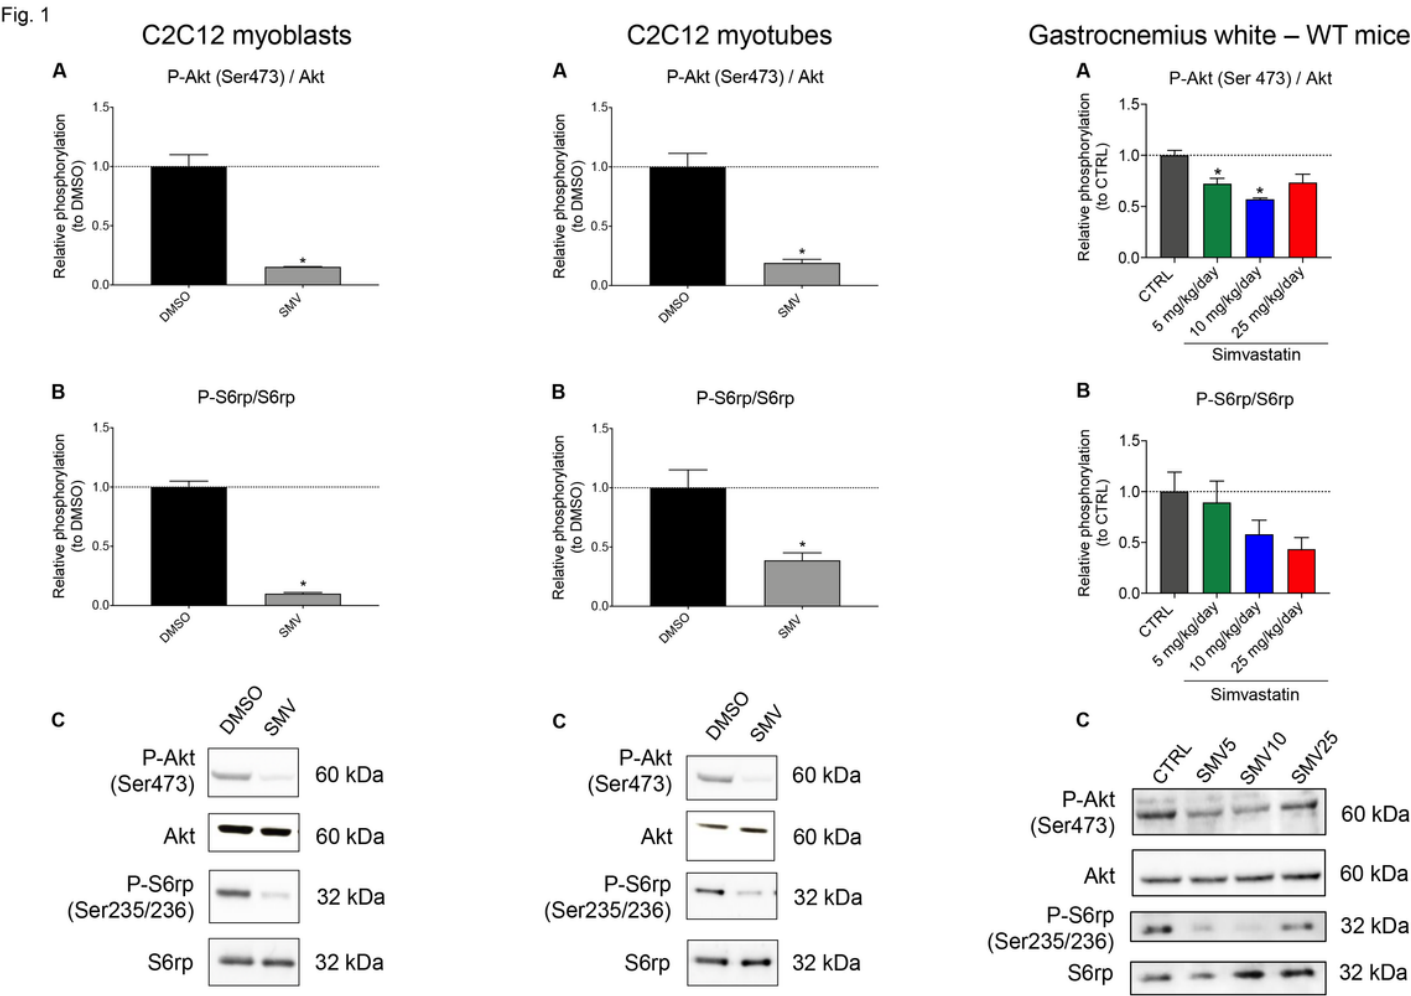 Fig. 1
C2C12 myoblasts
A
P-Akt (Ser473) / Akt
Relative phosphorylation
(to DMSO)
1.5
1.0
0.5
0.0
*
DMSO
SMV
B
P-S6rp/S6rp
Relative phosphorylation
(to DMSO)
1.5
1.0
0.5
0.0
*
DMSO
SMV
C
DMSO
SMV
P-Akt
(Ser473)
60 kDa
Akt
60 kDa
P-S6rp
(Ser235/236)
32 kDa
S6rp
32 kDa
C2C12 myotubes
A
P-Akt (Ser473) / Akt
Relative phosphorylation
(to DMSO)
1.5
1.0
0.5
0.0
*
DMSO
SMV
B
P-S6rp/S6rp
Relative phosphorylation
(to DMSO)
1.5
1.0
0.5
0.0
*
DMSO
SMV
C
DMSO
SMV
P-Akt
(Ser473)
60 kDa
Akt
60 kDa
P-S6rp
(Ser235/236)
32 kDa
S6rp
32 kDa
Gastrocnemius white – WT mice
A
P-Akt (Ser 473) / Akt
Relative phosphorylation
(to CTRL)
1.5
1.0
0.5
0.0
*
*
CTRL
5 mg/kg/day
10 mg/kg/day
25 mg/kg/day
Simvastatin
B
P-S6rp/S6rp
Relative phosphorylation
(to CTRL)
1.5
1.0
0.5
0.0
CTRL
5 mg/kg/day
10 mg/kg/day
25 mg/kg/day
Simvastatin
C
CTRL
SMV5
SMV10
SMV25
P-Akt
(Ser473)
60 kDa
Akt
60 kDa
P-S6rp
(Ser235/236)
32 kDa
S6rp
32 kDa